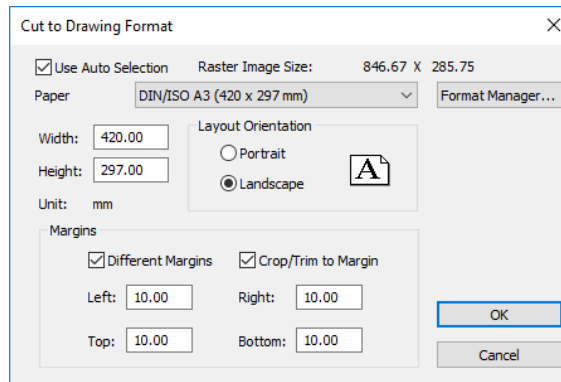 Cut to Drawing Format
Use Auto Selection Raster Image Size: 846.67 X 285.75
Paper DIN/ISO A3 (420 x 297 mm) Format Manager...
Layout Orientation
Width: 420.00
Portrait
Height: 297.00
A
Landscape
Unit: mm
Margins
Different Margins Crop/Trim to Margin
Left: 10.00 Right: 10.00
OK
Top: 10.00 Bottom: 10.00
Cancel